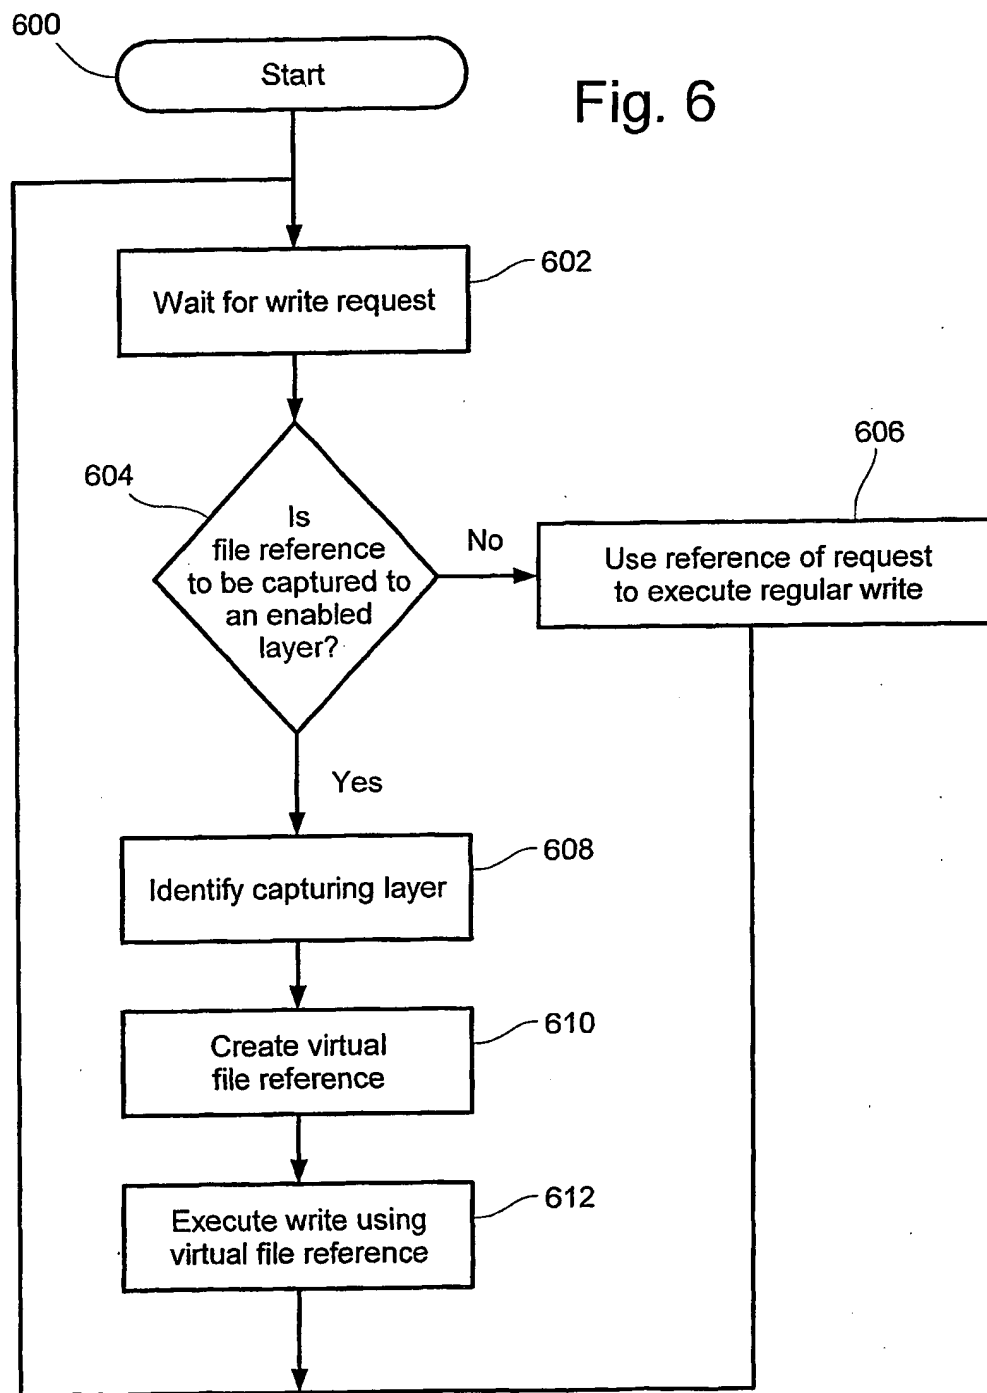 600
Start
Fig. 6
Wait for write request
602
604
Is
file reference
to be captured to
an enabled
layer?
No
606
Use reference of request
to execute regular write
Yes
Identify capturing layer
608
Create virtual
file reference
610
Execute write using
virtual file reference
612